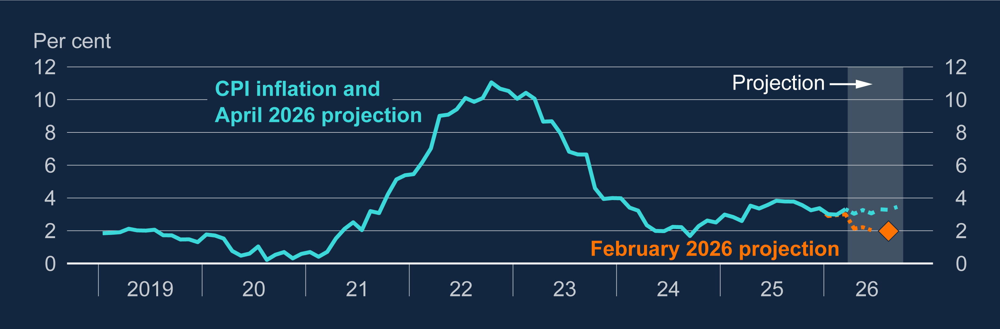 Per cent
12 12
Projection
CPI inflation and
10 10
April 2026 projection
8 8
6 6
4 4
2 2
February 2026 projection
0 0
2019 20 21 22 23 24 25 26